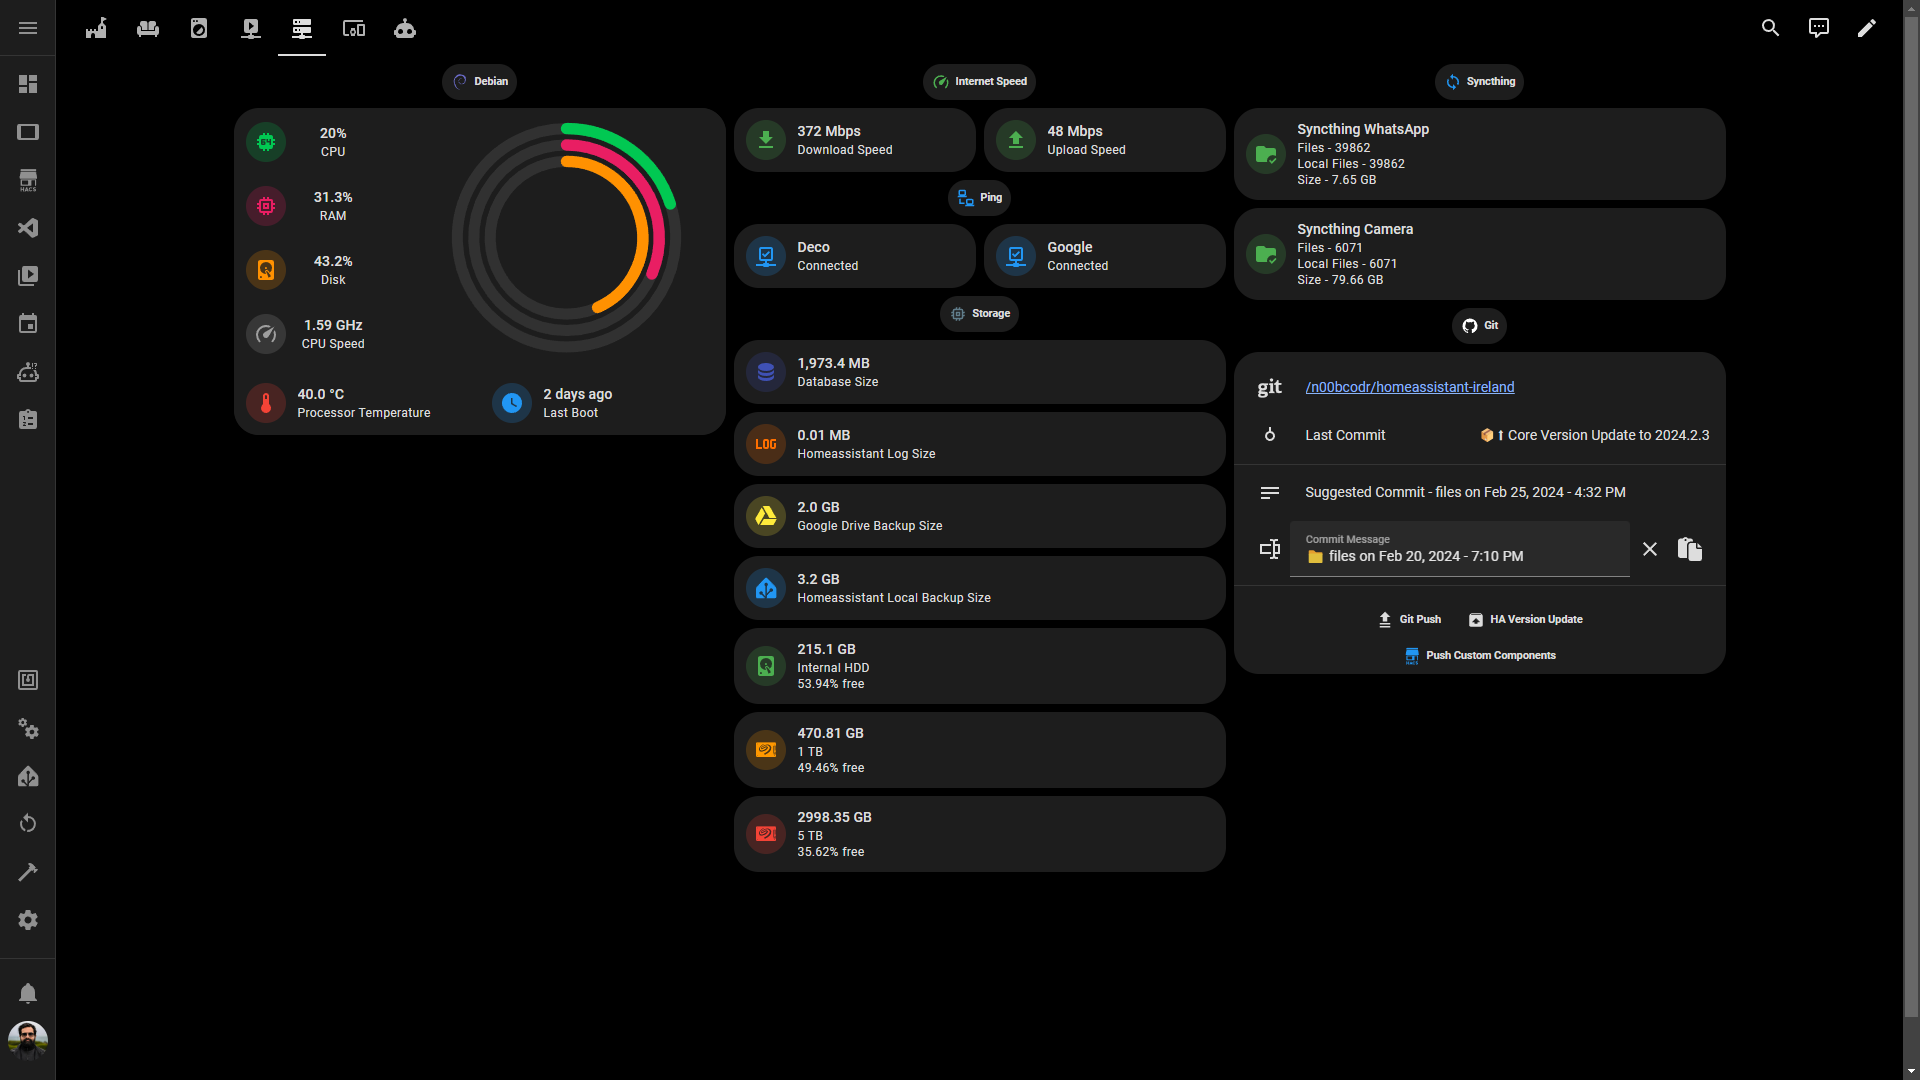 Debian
20%
CPU
31.3%
RAM
43.2%
Disk
1.59 GHz
CPU Speed
40.0 °C
Processor Temperature
2 days ago
Last Boot
Internet Speed
372 Mbps
Download Speed
48 Mbps
Upload Speed
Ping
Deco
Connected
Google
Connected
Storage
1,973.4 MB
Database Size
LOG
0.01 MB
Homeassistant Log Size
2.0 GB
Google Drive Backup Size
3.2 GB
Homeassistant Local Backup Size
215.1 GB
Internal HDD
53.94% free
470.81 GB
1 TB
49.46% free
2998.35 GB
5 TB
35.62% free
Syncthing
Syncthing WhatsApp
Files - 39862
Local Files - 39862
Size - 7.65 GB
Syncthing Camera
Files - 6071
Local Files - 6071
Size - 79.66 GB
Git
git
/n00bcodr/homeassistant-ireland
Last Commit
📦⬆ Core Version Update to 2024.2.3
Suggested Commit - files on Feb 25, 2024 - 4:32 PM
Commit Message
📁 files on Feb 20, 2024 - 7:10 PM
Git Push
HA Version Update
Push Custom Components
HACS
64